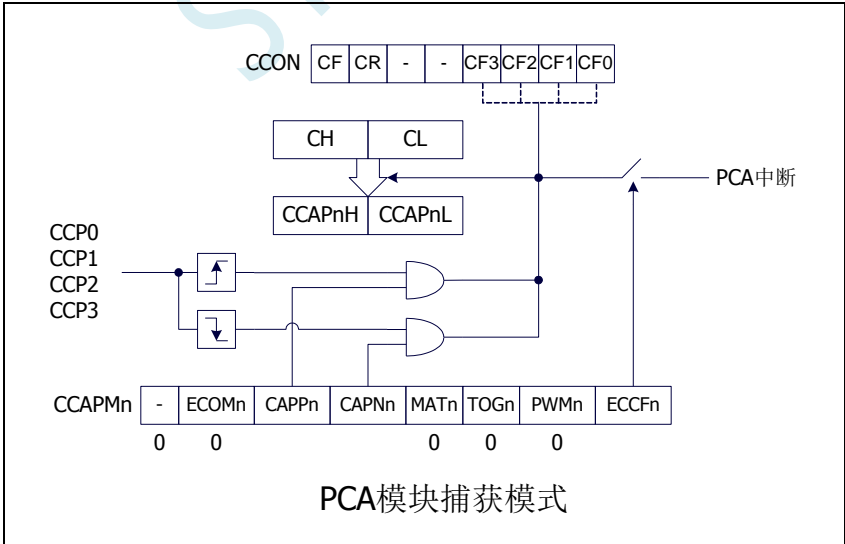 CCON CF CR - - CF3 CF2 CF1 CF0
CH CL
PCA中断
CCAPnH CCAPnL
CCP0
CCP1
CCP2
CCP3
CCAPMn - ECOMn CAPPn CAPNn MATn TOGn PWMn ECCFn
0 0 0 0 0
PCA模块捕获模式